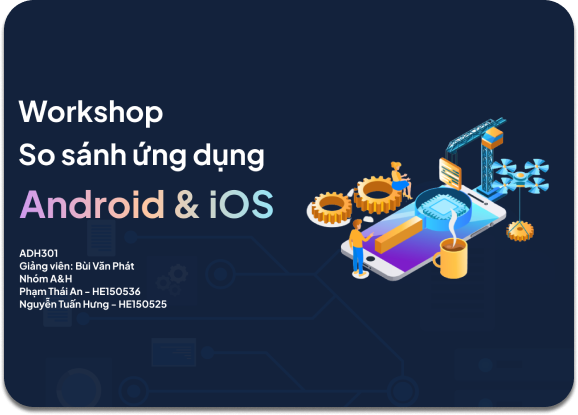 Workshop
So sánh ứng dụng
Android & iOS
ADH301
Giảng viên: Bùi Văn Phát
Nhóm A&H
Phạm Thái An - HE150536
Nguyễn Tuấn Hưng - HE150525